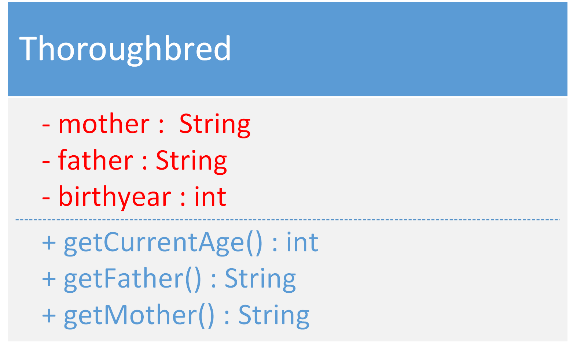 Thoroughbred
- mother : String
- father : String
- birthyear : int
+ getCurrentAge() : int
+ getFather() : String
+ getMother() : String